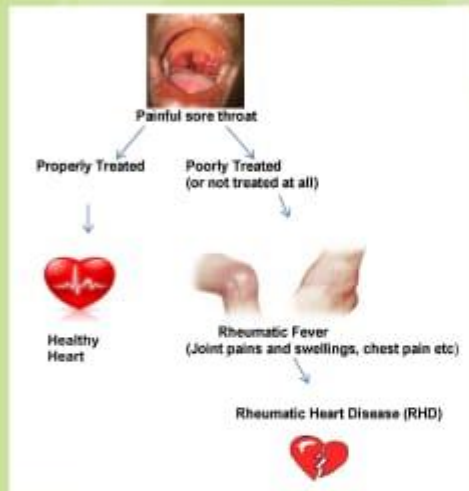 Painful sore throat
Properly Treated
Poorly Treated
(or not treated at all)
Healthy
Heart
Rheumatic Fever
(Joint pains and swellings, chest pain etc)
Rheumatic Heart Disease (RHD)